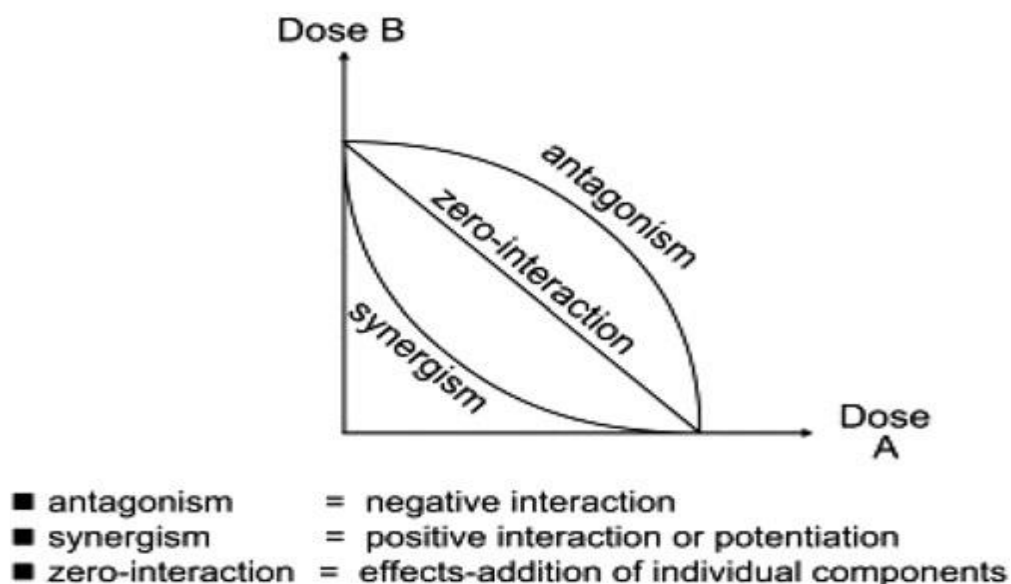 Dose B
antagonism
zero-interaction
synergism
Dose
A
■ antagonism = negative interaction
■ synergism = positive interaction or potentiation
■ zero-interaction = effects-addition of individual components